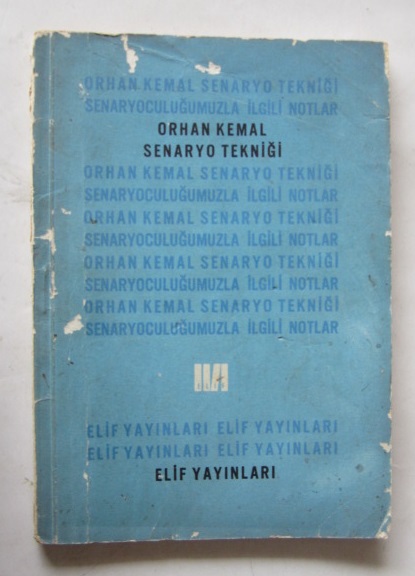 ORHAN KEMAL SENARYO TEKNİĞİ
SENARYOCULUĞUMUZLA İLGİLİ NOTLAR
ORHAN KEMAL
SENARYO TEKNİĞİ
ORHAN KEMAL SENARYO TEKNİĞİ
SENARYOCULUĞUMUZLA İLGİLİ NOTLAR
ORHAN KEMAL SENARYO TEKNİĞİ
SENARYOCULUĞUMUZLA İLGİLİ NOTLAR
ORHAN KEMAL SENARYO TEKNİĞİ
SENARYOCULUĞUMUZLA İLGİLİ NOTLAR
ORHAN KEMAL SENARYO TEKNİĞİ
SENARYOCULUĞUMUZLA İLGİLİ NOTLAR
ELİF YAYINLARI ELİF YAYINLARI
ELİF YAYINLARI ELİF YAYINLARI
ELİF YAYINLARI